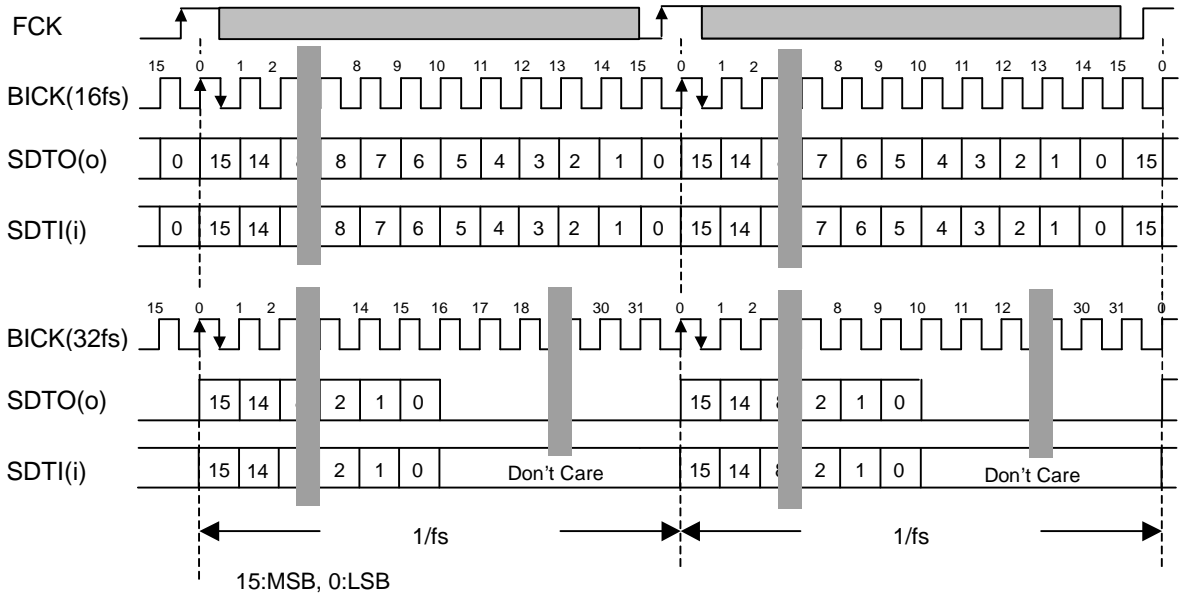 FCK
15 0 1 2 8 9 10 11 12 13 14 15 0 1 2 8 9 10 11 12 13 14 15 0
BICK(16fs)
SDTO(o) 0 15 14 8 7 6 5 4 3 2 1 0 15 14 7 6 5 4 3 2 1 0 15
SDTI(i) 0 15 14 8 7 6 5 4 3 2 1 0 15 14 7 6 5 4 3 2 1 0 15
15 0 1 2 14 15 16 17 18 30 31 0 1 2 8 9 10 11 12 30 31 0
BICK(32fs)
SDTO(o) 15 14 2 1 0 15 14 8 2 1 0
SDTI(i) 15 14 2 1 0 Don't Care 15 14 2 1 0 Don't Care
1/fs 1/fs
15:MSB, 0:LSB